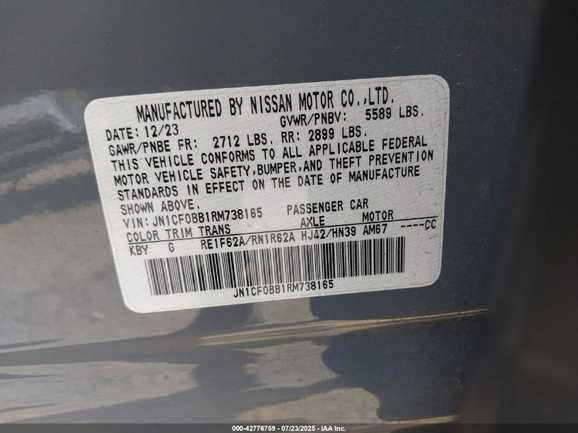 MANUFACTURED BY NISSAN MOTOR CO.,LTD.
DATE: 12/23 GVWR/PNBV: 5589 LBS.
GAWR/PNBE FR: 2712 LBS. RR: 2899 LBS.
THIS VEHICLE CONFORMS TO ALL APPLICABLE FEDERAL
MOTOR VEHICLE SAFETY,BUMPER,AND THEFT PREVENTION
STANDARDS IN EFFECT ON THE DATE OF MANUFACTURE
SHOWN ABOVE.
VIN: JN1CF0BB1RM738165 PASSENGER CAR
COLOR TRIM TRANS AXLE MOTOR
KBY G RE1F62A/RN1R62A HJ42/HN39 AM67 ----CC
JN1CF0BB1RM738165
000-42776759 | 07/23/2025 | IAA Inc.